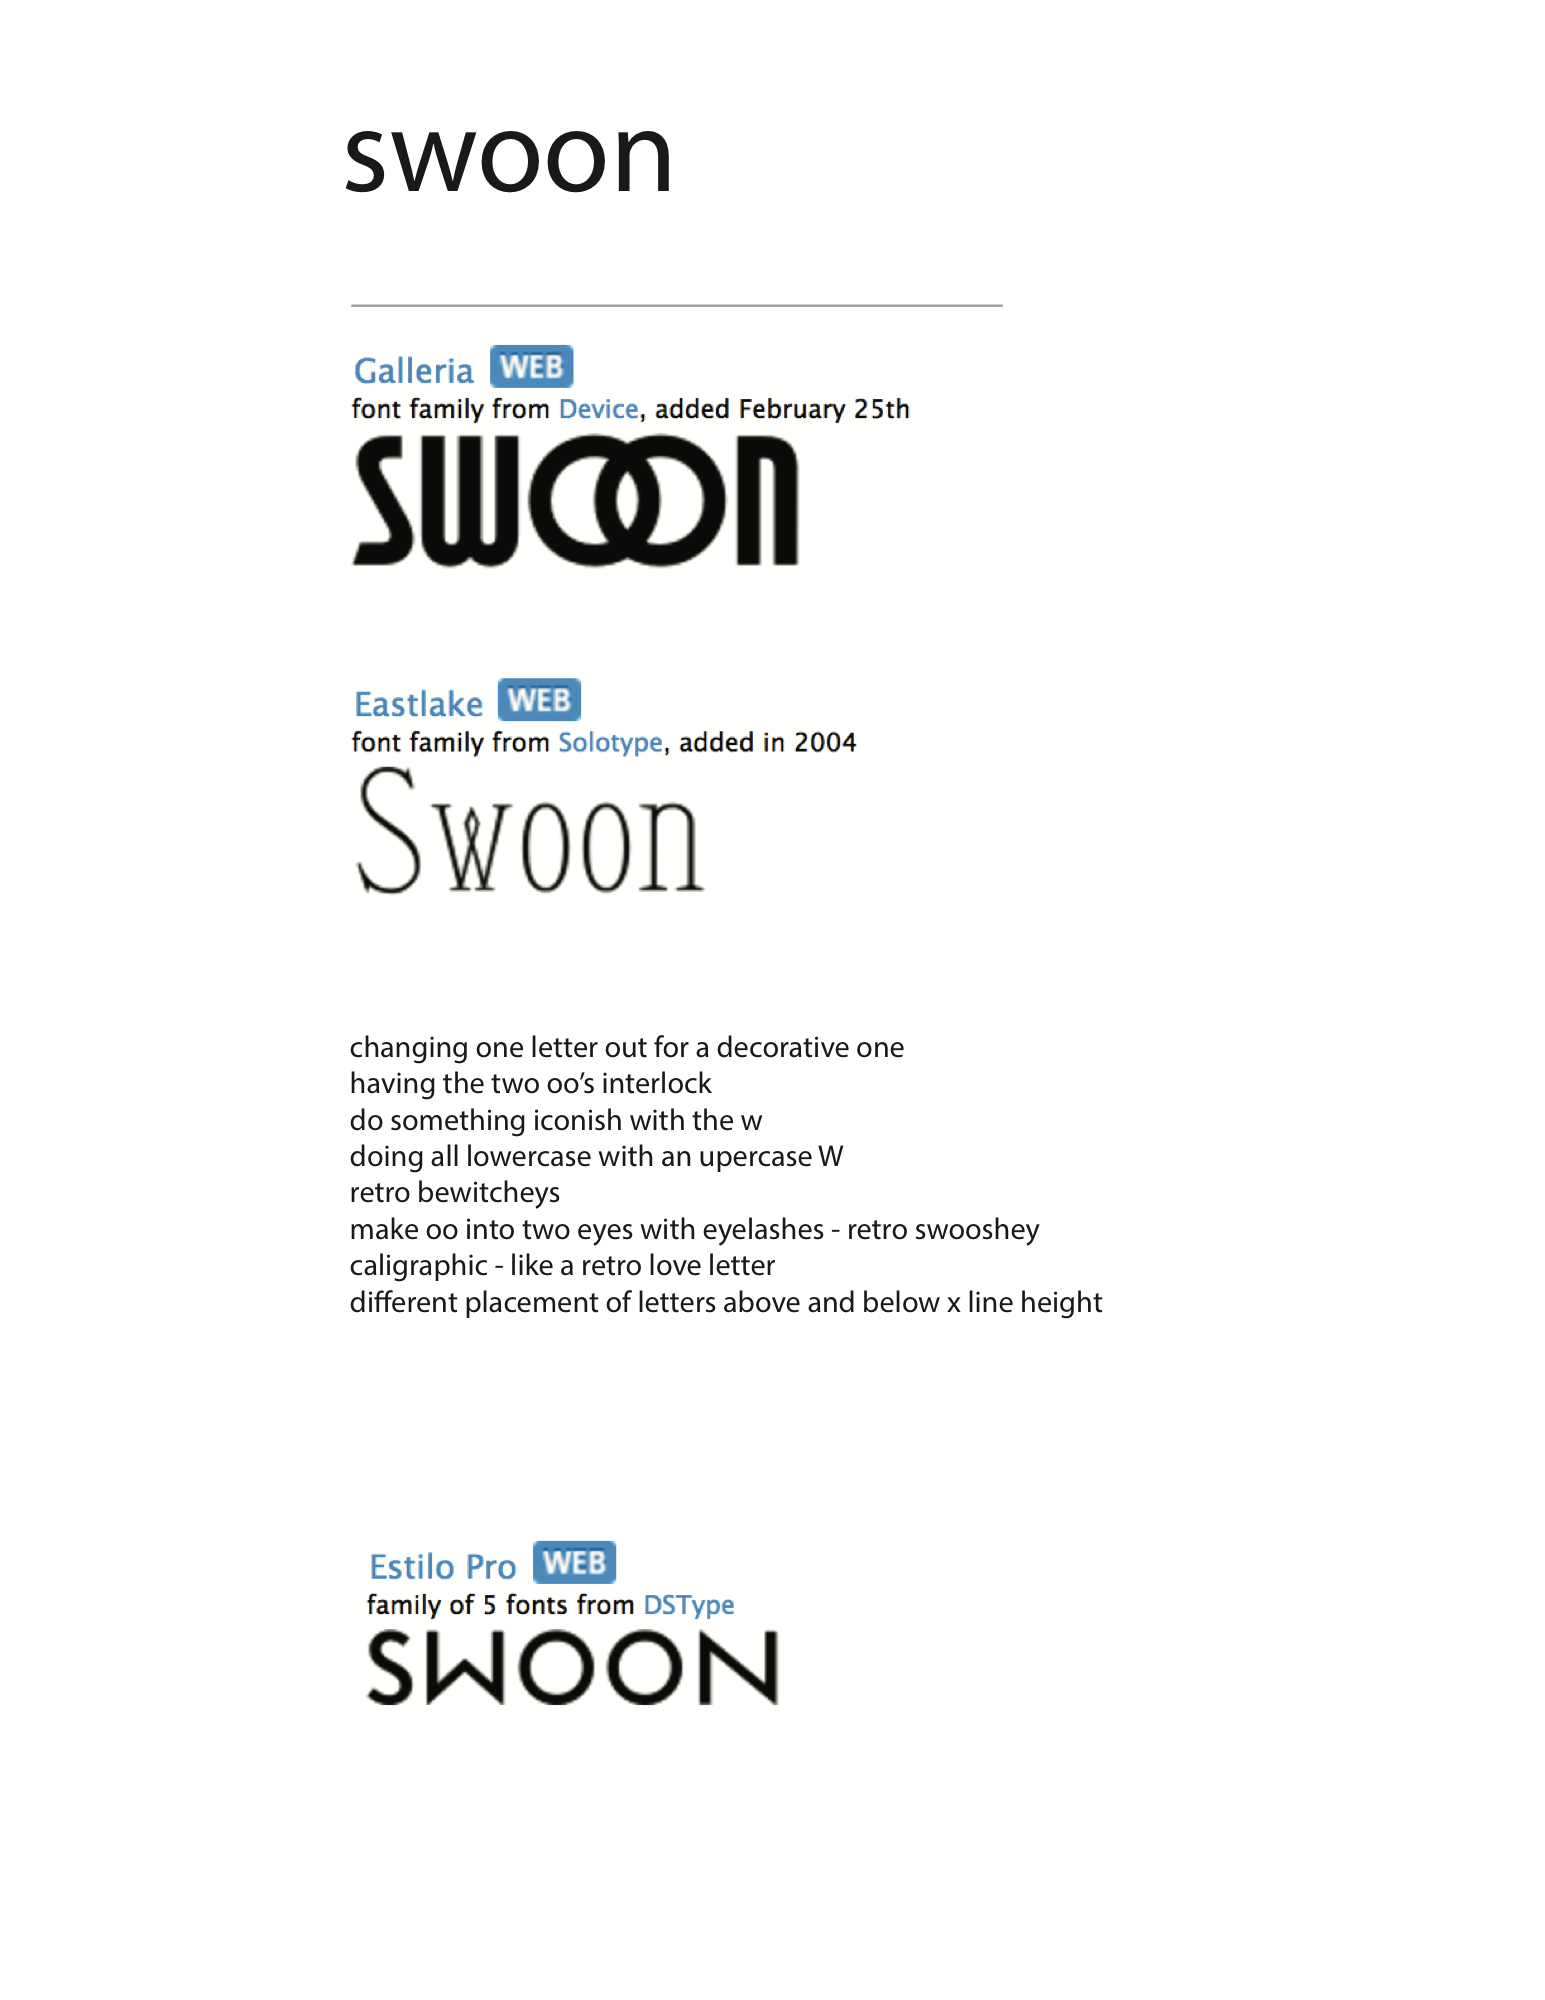 swoon
Galleria WEB
font family from Device, added February 25th
SWOON
Eastlake WEB
font family from Solotype, added in 2004
Swoon
changing one letter out for a decorative one
having the two oo’s interlock
do something iconish with the w
doing all lowercase with an upercase W
retro bewitcheys
make oo into two eyes with eyelashes - retro swooshey
caligraphic - like a retro love letter
different placement of letters above and below x line height
Estilo Pro WEB
family of 5 fonts from DSType
SWOON